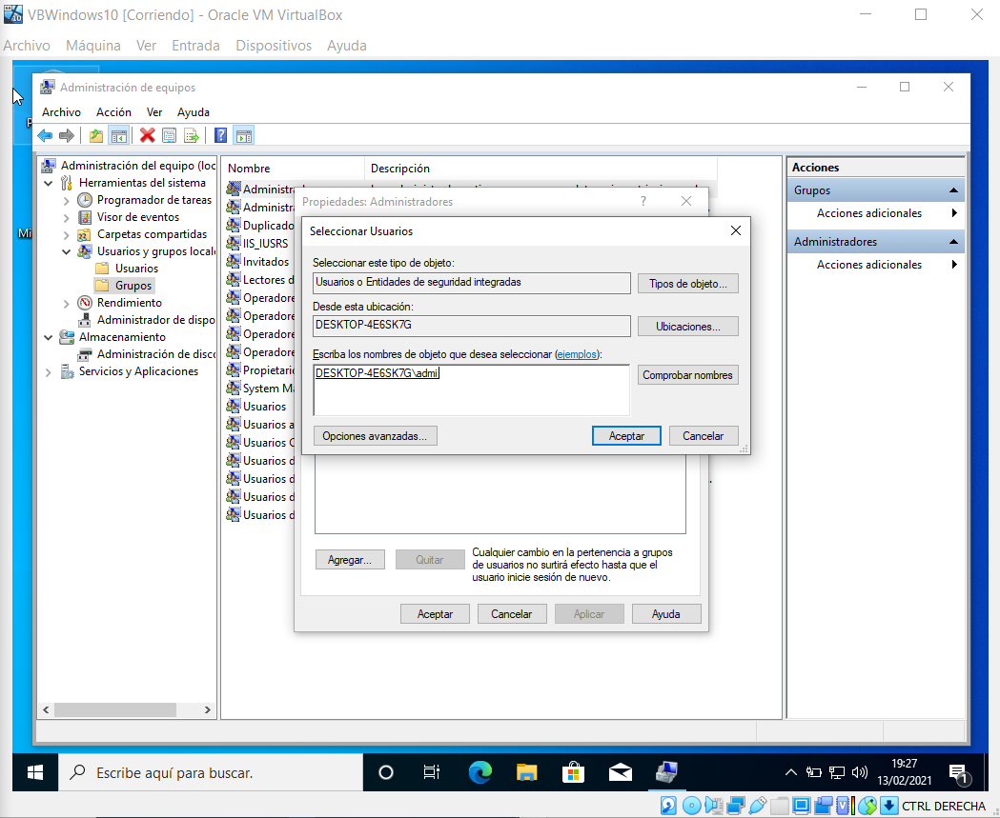 VBWindows10 [Corriendo] - Oracle VM VirtualBox
Archivo Máquina Ver Entrada Dispositivos Ayuda
Administración de equipos
Archivo Acción Ver Ayuda
Administración del equipo (loc
Herramientas del sistema
Programador de tareas
Visor de eventos
Carpetas compartidas
Usuarios y grupos locale
Usuarios
Grupos
Rendimiento
Administrador de dispo
Almacenamiento
Administración de disco
Servicios y Aplicaciones
Nombre Descripción
Administr
Administra
Duplicado
IIS_IUSRS
Invitados
Lectores d
Operadore
Operadore
Operadore
Operadore
Propietario
System Ma
Usuarios
Usuarios a
Usuarios C
Usuarios d
Usuarios d
Usuarios d
Usuarios d
Propiedades: Administradores
?
Seleccionar Usuarios
Seleccionar este tipo de objeto:
Usuarios o Entidades de seguridad integradas
Tipos de objeto...
Desde esta ubicación:
DESKTOP-4E6SK7G
Ubicaciones...
Escriba los nombres de objeto que desea seleccionar (ejemplos):
DESKTOP-4E6SK7G\admi
Comprobar nombres
Opciones avanzadas...
Aceptar
Cancelar
Agregar...
Quitar
Cualquier cambio en la pertenencia a grupos
de usuarios no surtirá efecto hasta que el
usuario inicie sesión de nuevo.
Aceptar
Cancelar
Aplicar
Ayuda
Acciones
Grupos
Acciones adicionales
Administradores
Acciones adicionales
Mi
Escribe aquí para buscar.
19:27
13/02/2021
1
CTRL DERECHA